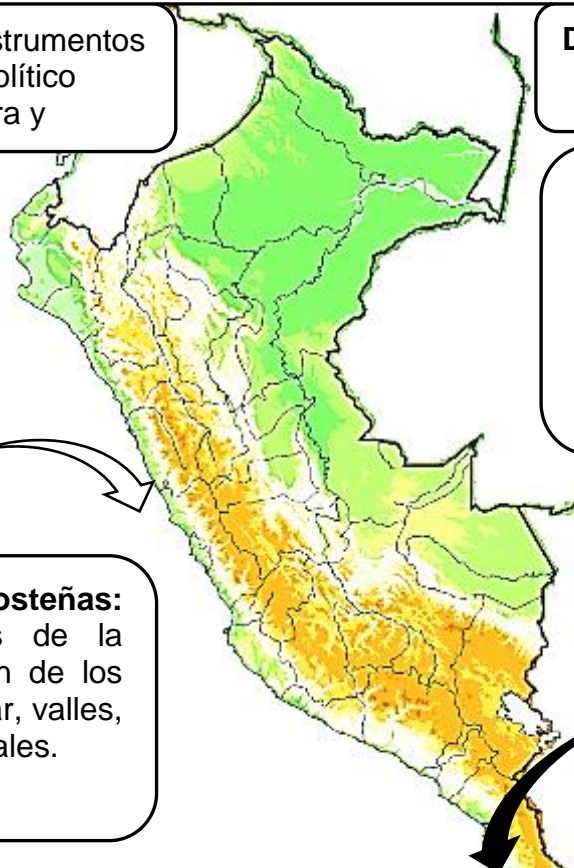 strumentos
olítico
ra y
D
osteñas:
s de la
n de los
ar, valles,
ales.